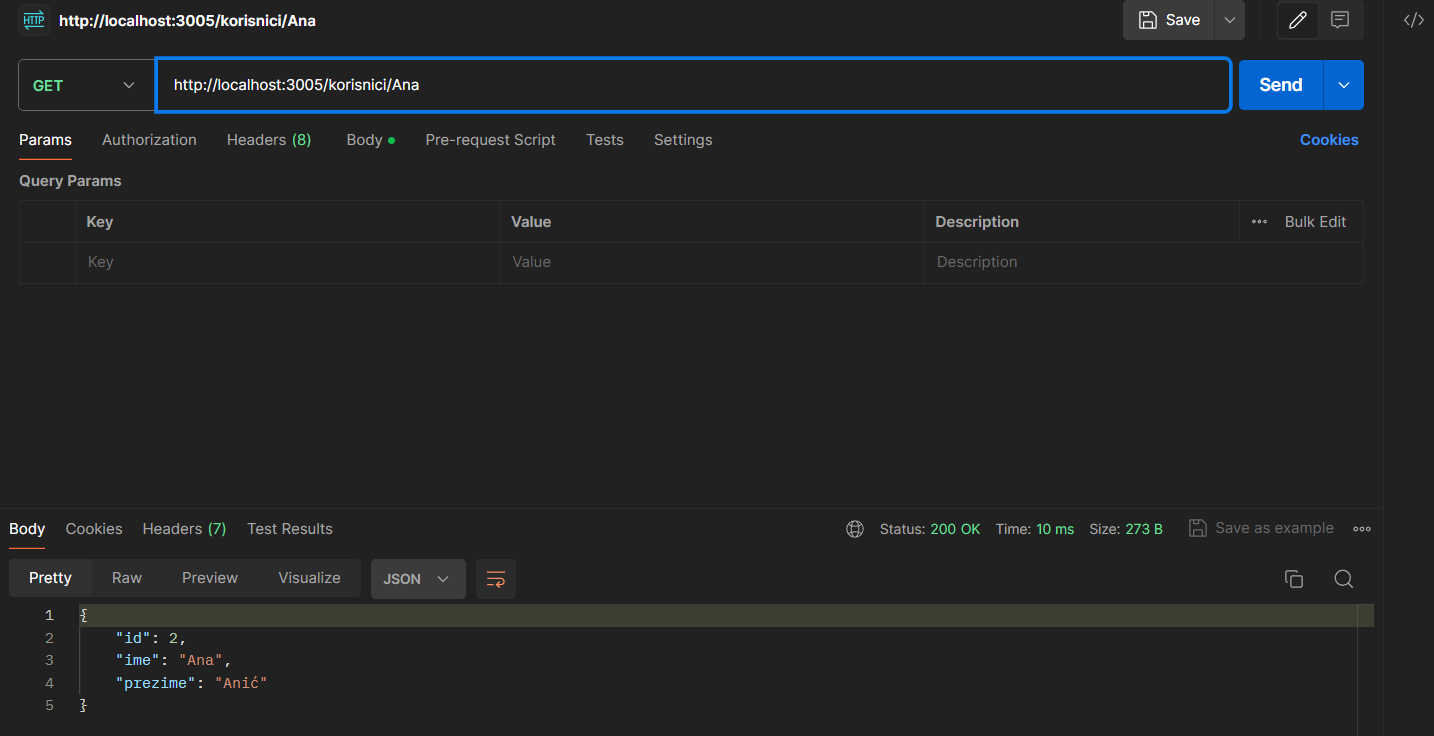 HTTP http://localhost:3005/korisnici/Ana Save
GET http://localhost:3005/korisnici/Ana Send
Params Authorization Headers (8) Body Pre-request Script Tests Settings Cookies
Query Params
Key Value Description Bulk Edit
Key Value Description
Body Cookies Headers (7) Test Results Status: 200 OK Time: 10 ms Size: 273 B Save as example
Pretty Raw Preview Visualize JSON
1 {
2 "id": 2,
3 "ime": "Ana",
4 "prezime": "Anić"
5 }